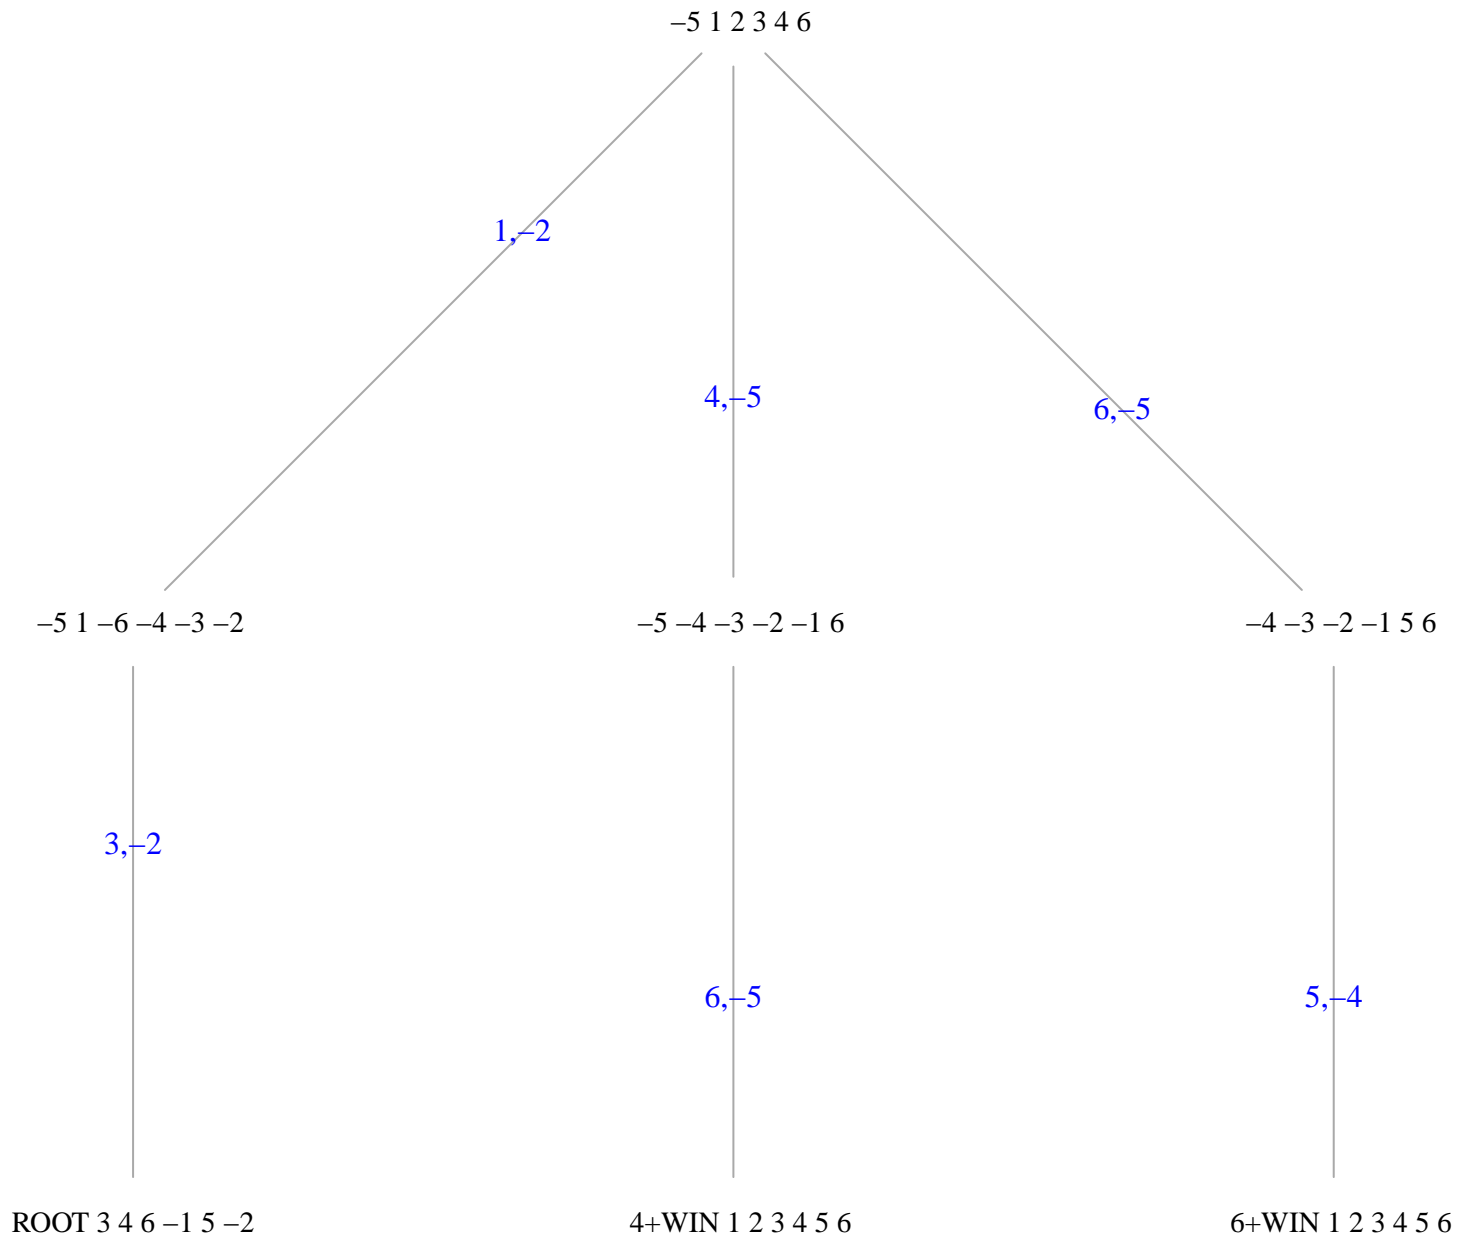 –5 1 2 3 4 6
1,–2
4,–5
6,–5
–5 1 –6 –4 –3 –2
–5 –4 –3 –2 –1 6
–4 –3 –2 –1 5 6
3,–2
6,–5
5,–4
ROOT 3 4 6 –1 5 –2
4+WIN 1 2 3 4 5 6
6+WIN 1 2 3 4 5 6